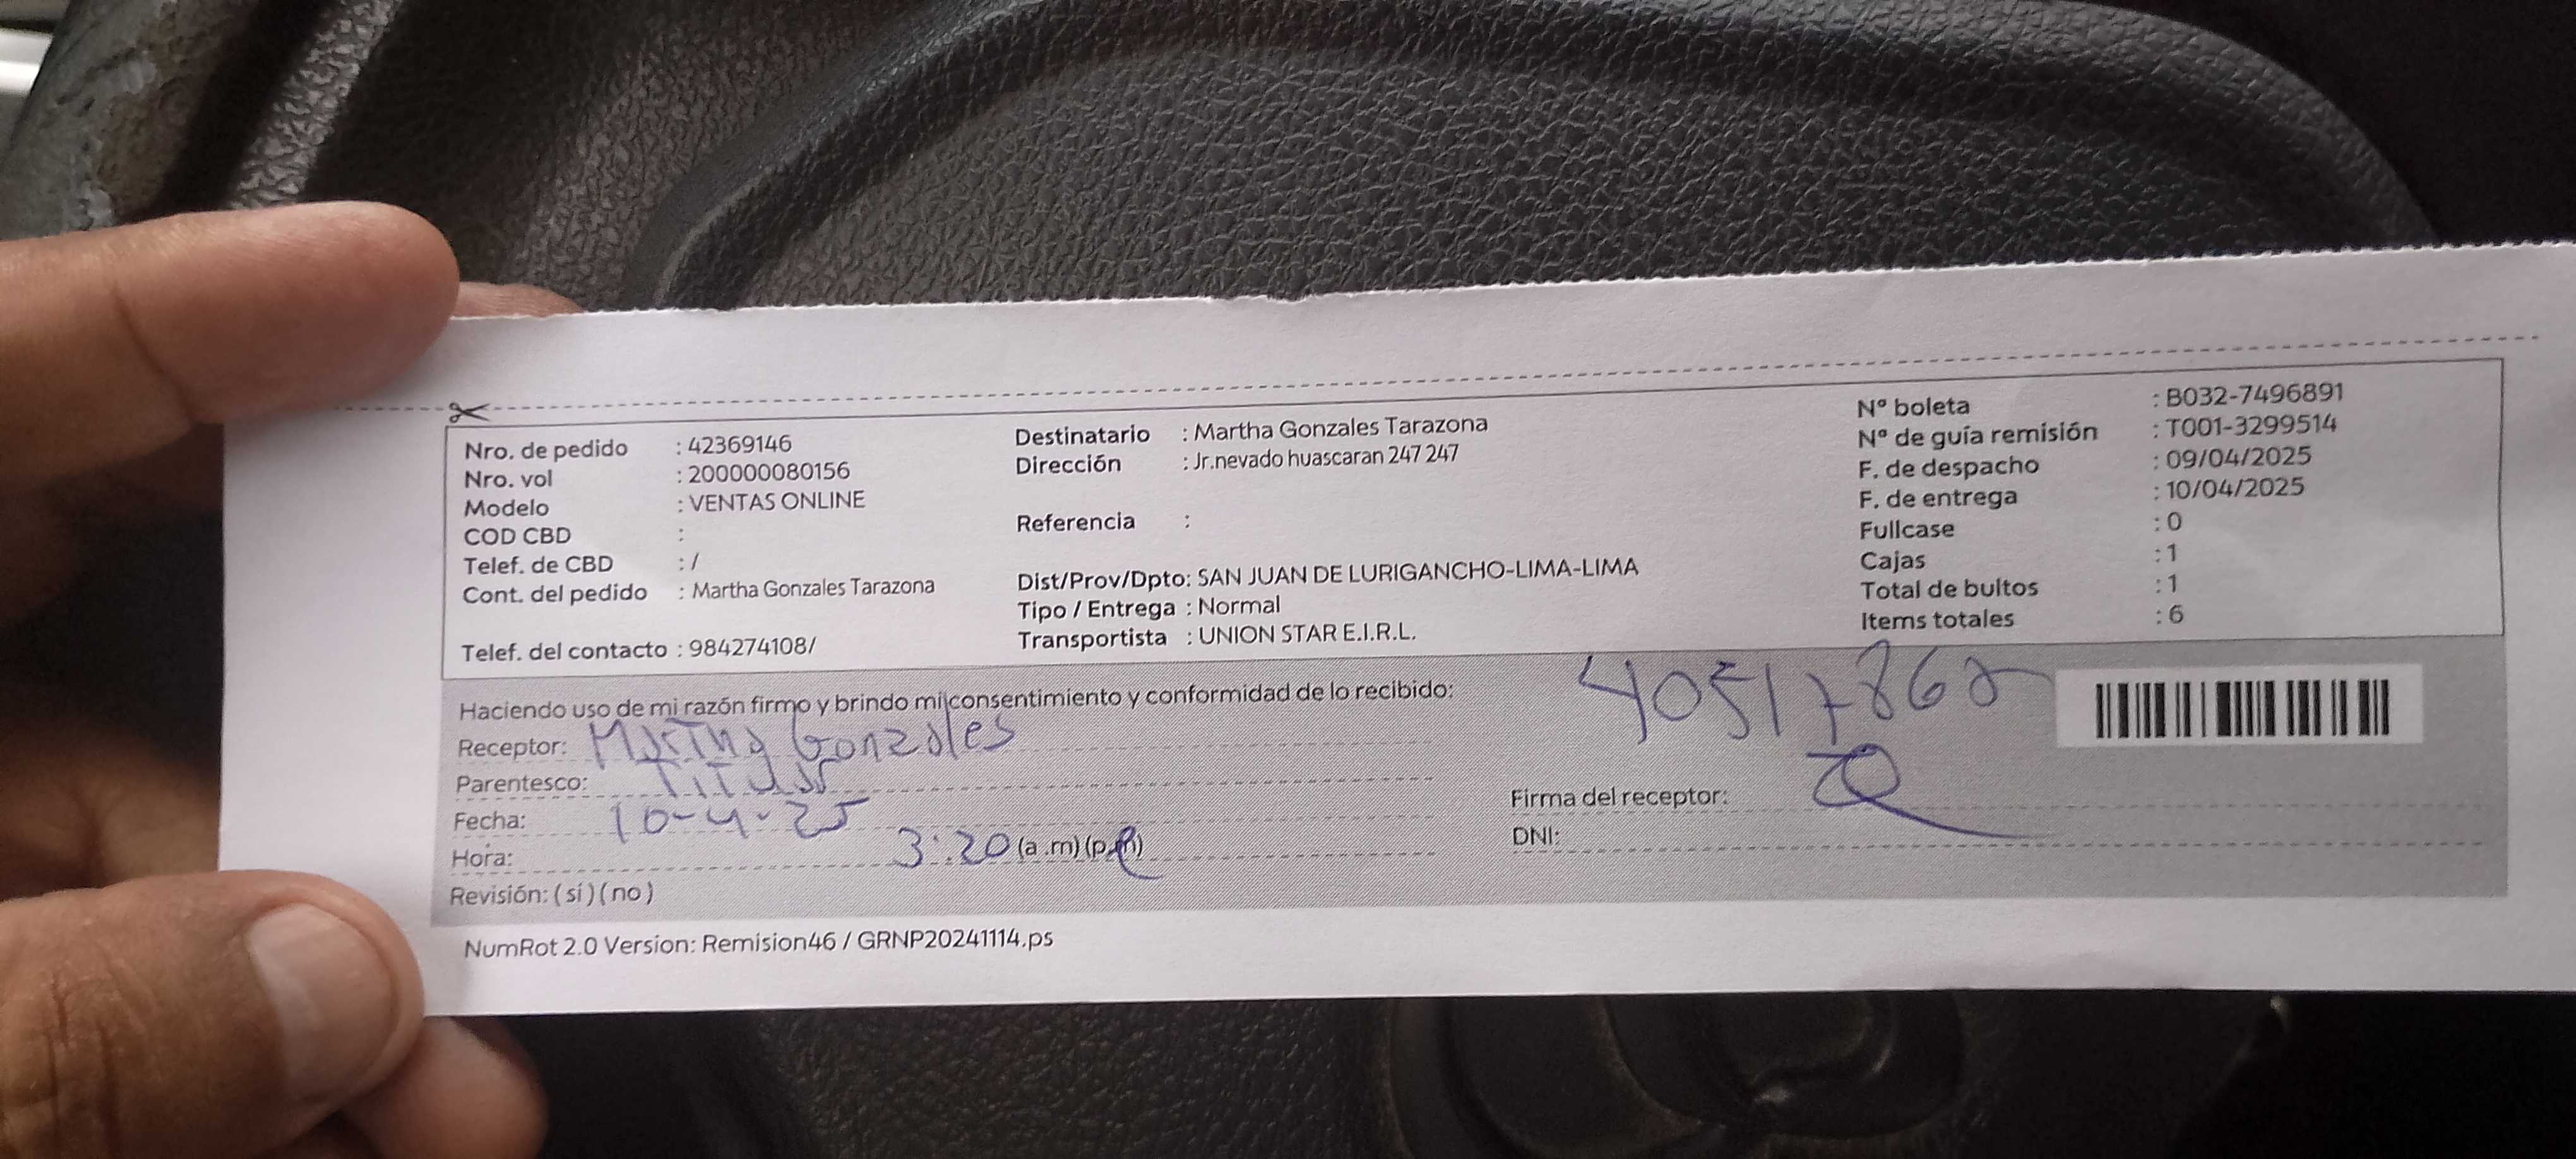 Nro. de pedido : 42369146
Nro. vol : 200000080156
Modelo : VENTAS ONLINE
COD CBD :
Telef. de CBD : /
Cont. del pedido : Martha Gonzales Tarazona
Telef. del contacto : 984274108/
Destinatario : Martha Gonzales Tarazona
Dirección : Jr.nevado huascaran 247 247
Referencia :
Dist/Prov/Dpto: SAN JUAN DE LURIGANCHO-LIMA-LIMA
Tipo / Entrega : Normal
Transportista : UNION STAR E.I.R.L.
Nº boleta : B032-7496891
Nº de guía remisión : T001-3299514
F. de despacho : 09/04/2025
F. de entrega : 10/04/2025
Fullcase : 0
Cajas : 1
Total de bultos : 1
Items totales : 6
Haciendo uso de mi razón firmo y brindo mi consentimiento y conformidad de lo recibido:
Receptor: Martha Gonzales
Parentesco: Titular
Fecha: 10-4-25
Hora: 3:20 (a .m) (p.m)
Revisión: ( sí ) ( no )
Firma del receptor:
DNI:
NumRot 2.0 Version: Remision46 / GRNP20241114.ps